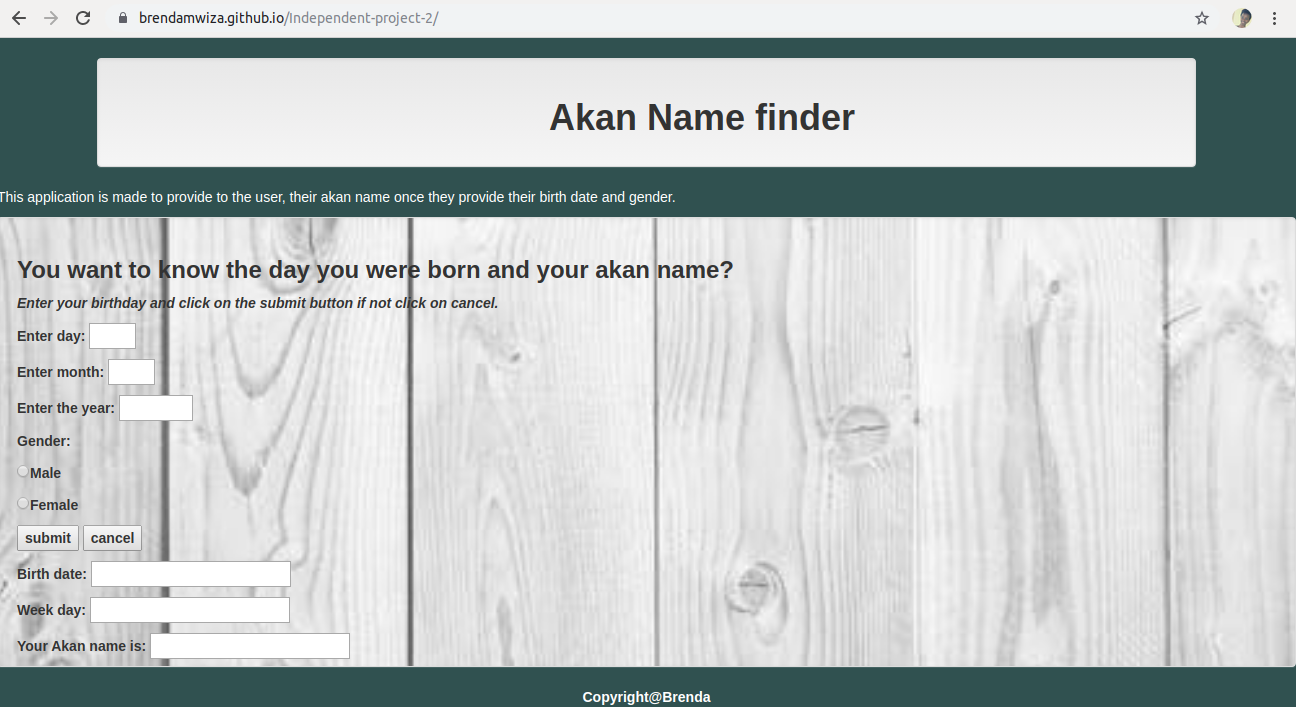 brendamwiza.github.io/Independent-project-2/
Akan Name finder
This application is made to provide to the user, their akan name once they provide their birth date and gender.
You want to know the day you were born and your akan name?
Enter your birthday and click on the submit button if not click on cancel.
Enter day:
Enter month:
Enter the year:
Gender:
Male
Female
submit cancel
Birth date:
Week day:
Your Akan name is:
Copyright@Brenda